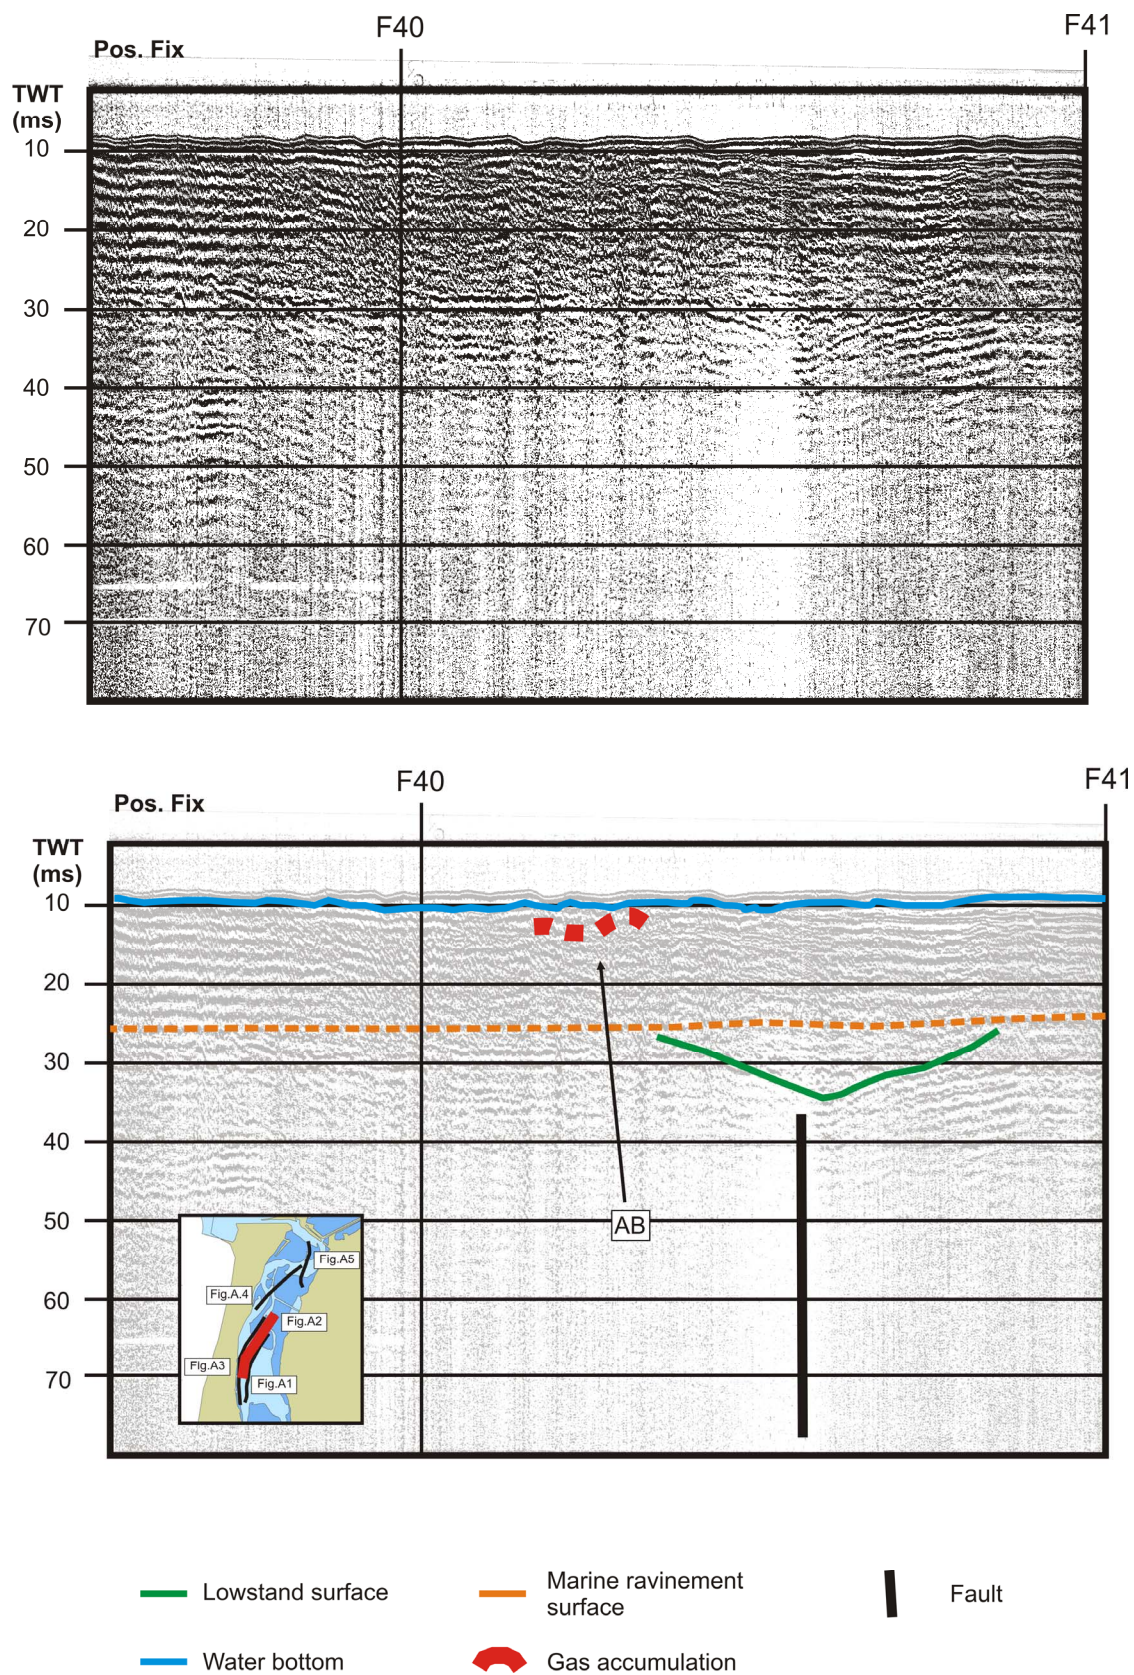 F40
F41
Pos. Fix
TWT
(ms)
10
20
30
40
50
60
70
F40
F41
Pos. Fix
TWT
(ms)
10
20
30
40
50
60
70
AB
Fig.A5
Fig.A.4
Fig.A2
Fig.A3
Fig.A1
Lowstand surface
Marine ravinement
surface
Fault
Water bottom
Gas accumulation